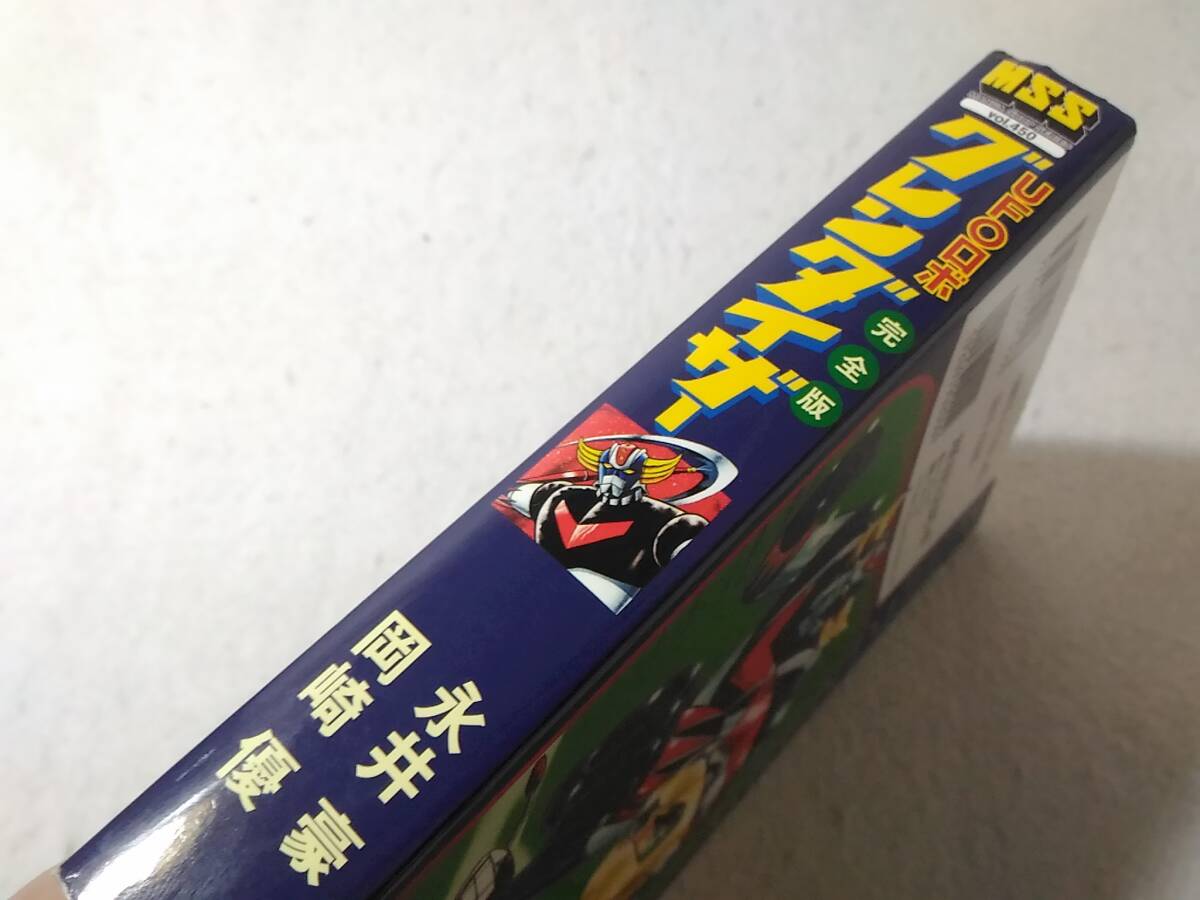 MSS
vol.450
UFOロボ
グレンダイザー
完全版
永井 豪
岡崎 優